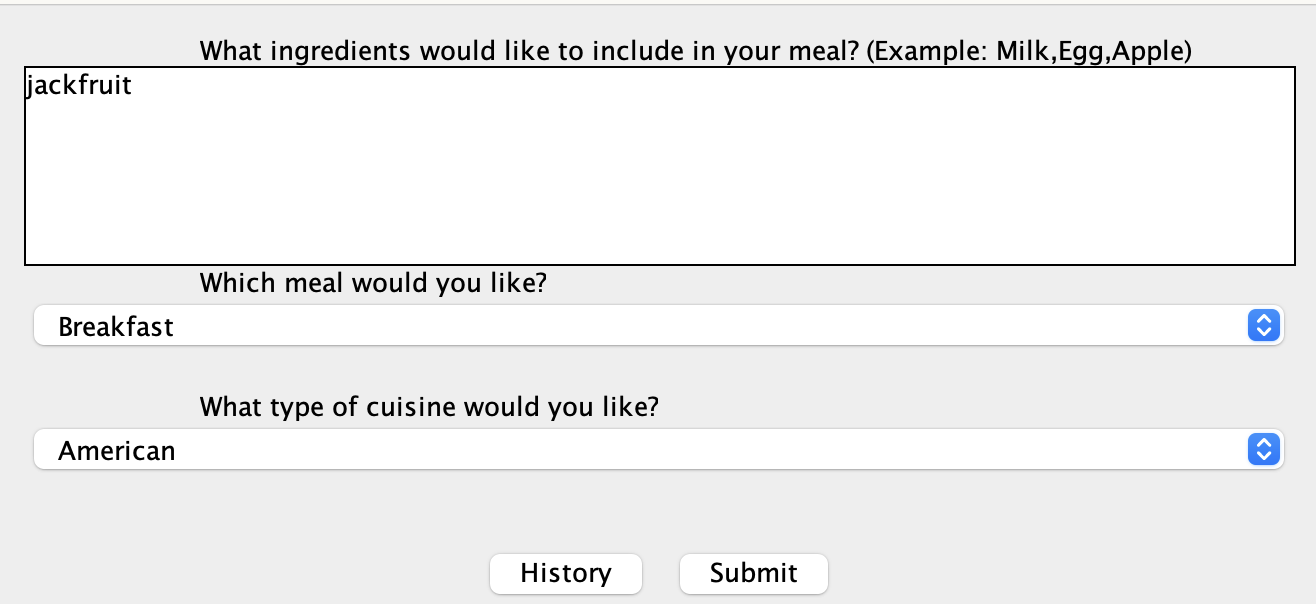 What ingredients would like to include in your meal? (Example: Milk,Egg,Apple)
jackfruit
Which meal would you like?
Breakfast
What type of cuisine would you like?
American
History Submit